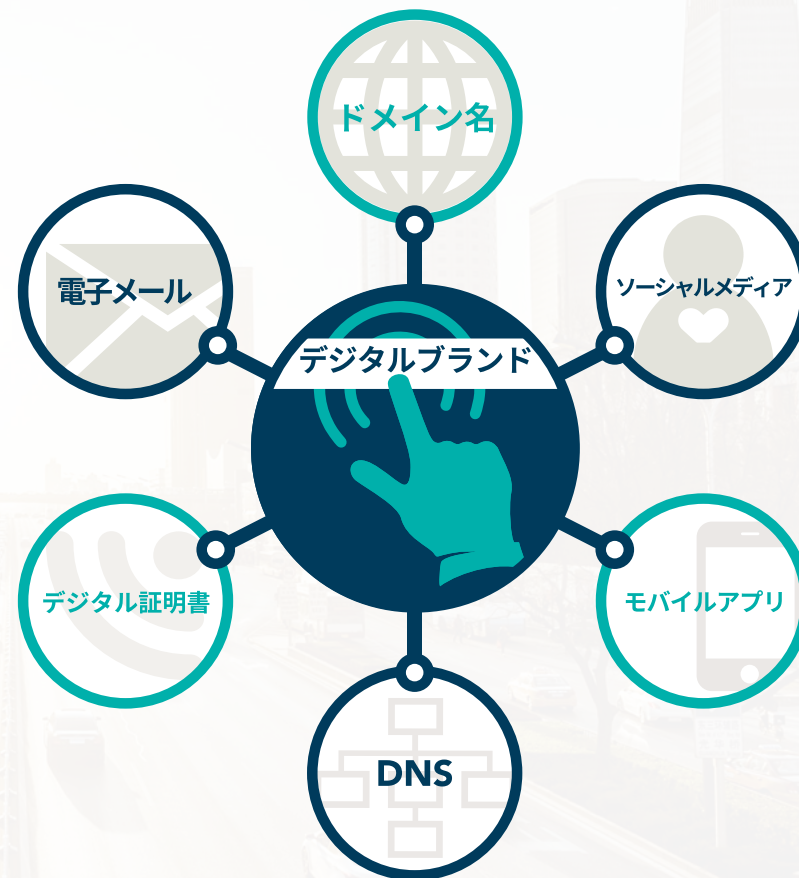 ドメイン名
電子メール
ソーシャルメディア
デジタルブランド
デジタル証明書
モバイルアプリ
DNS